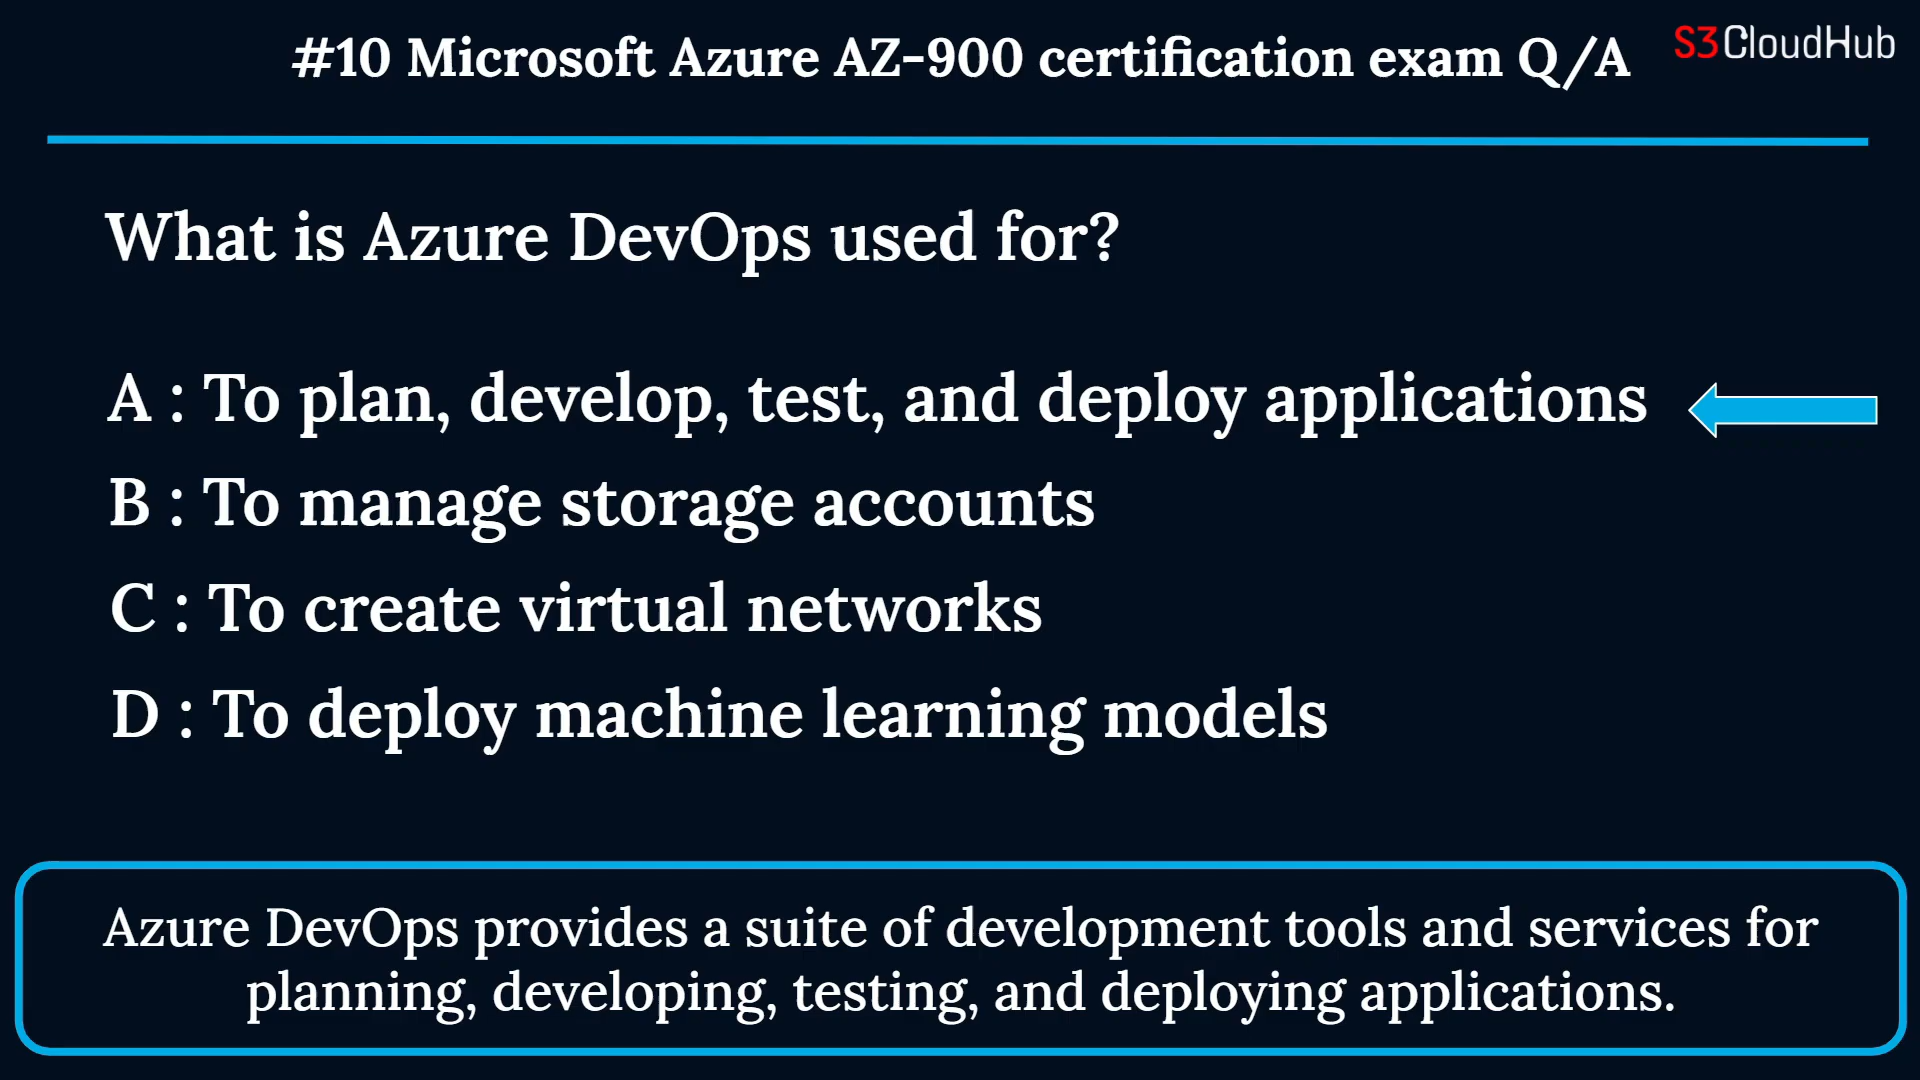 #10 Microsoft Azure AZ-900 certification exam Q/A
S3CloudHub
What is Azure DevOps used for?
A : To plan, develop, test, and deploy applications
B : To manage storage accounts
C : To create virtual networks
D : To deploy machine learning models
Azure DevOps provides a suite of development tools and services for
planning, developing, testing, and deploying applications.